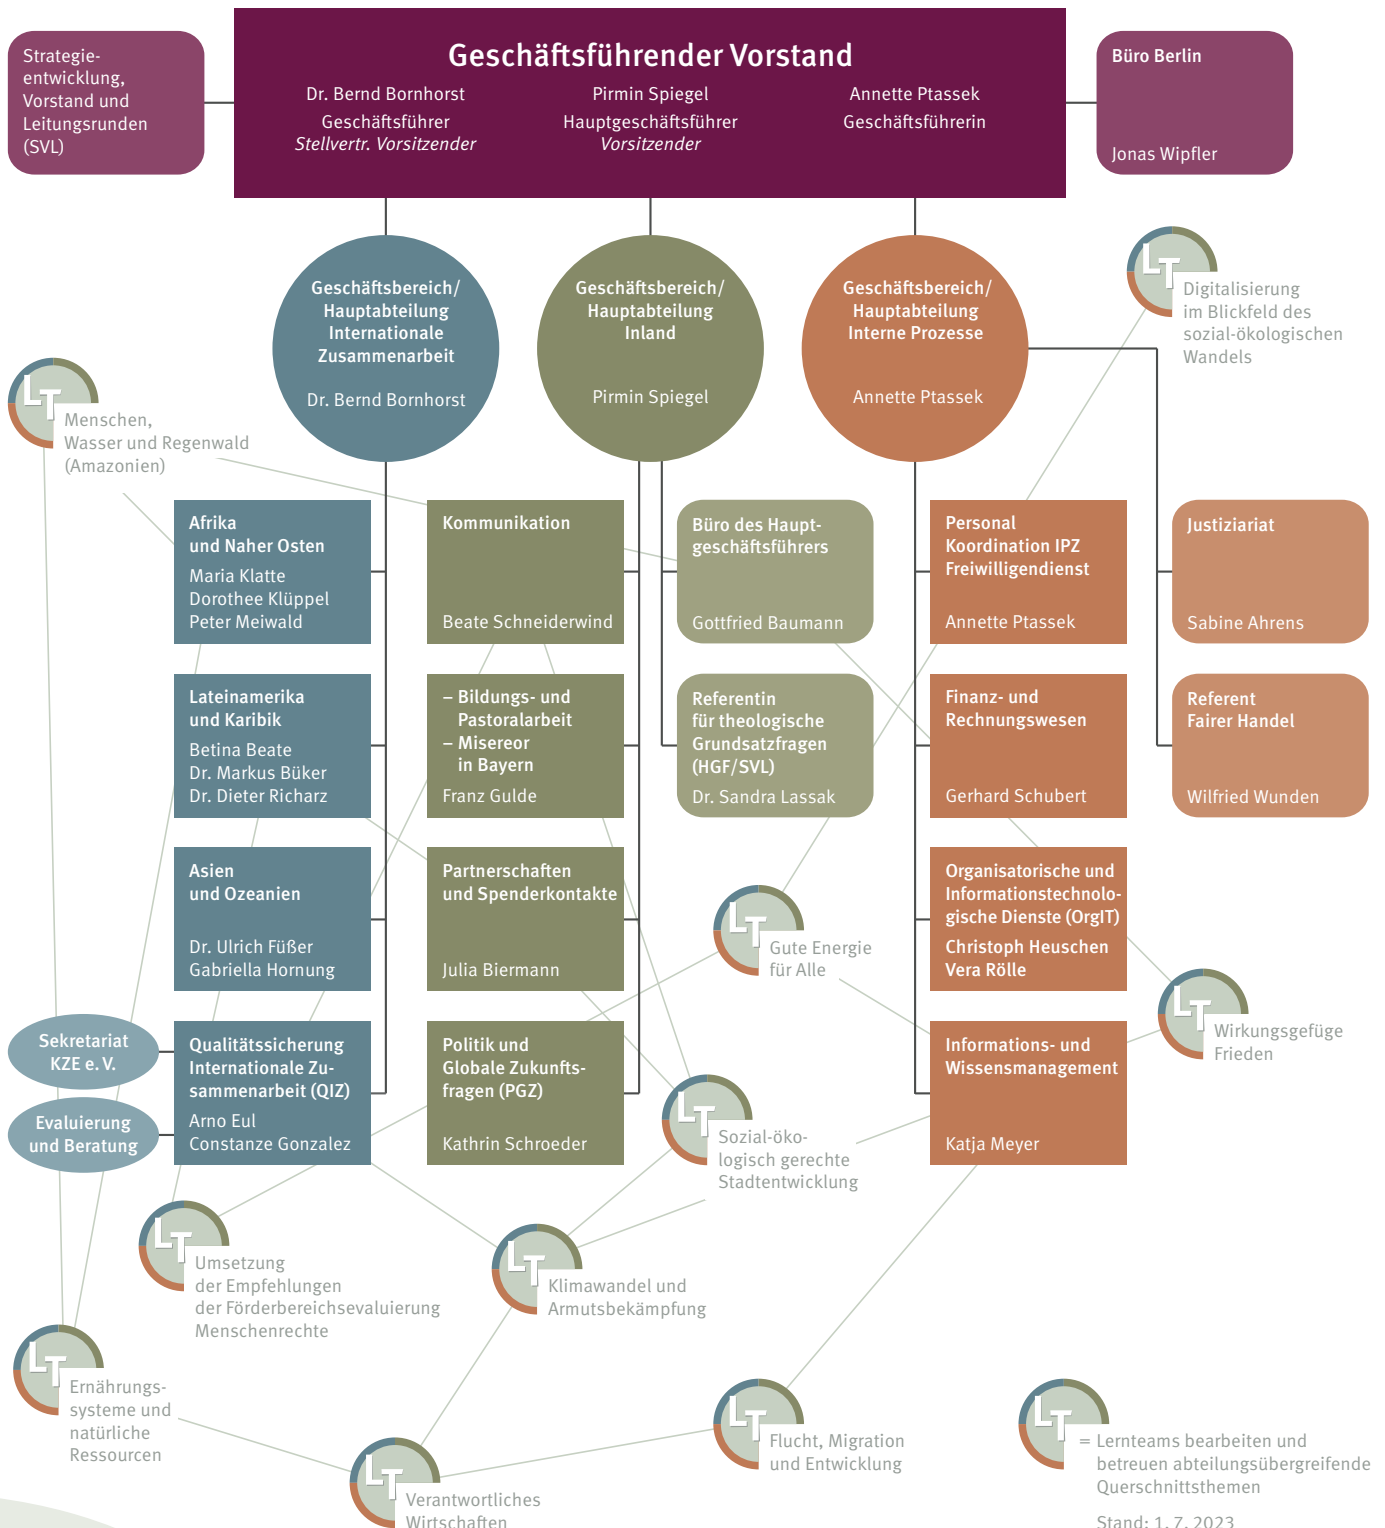 Strategie-
entwicklung,
Vorstand und
Leitungsrunden
(SVL)
Geschäftsführender Vorstand
Dr. Bernd Bornhorst
Geschäftsführer
Stellvertr. Vorsitzender
Pirmin Spiegel
Hauptgeschäftsführer
Vorsitzender
Annette Ptassek
Geschäftsführerin
Büro Berlin
Jonas Wipfler
Geschäftsbereich/
Hauptabteilung
Internationale
Zusammenarbeit
Dr. Bernd Bornhorst
Geschäftsbereich/
Hauptabteilung
Inland
Pirmin Spiegel
Geschäftsbereich/
Hauptabteilung
Interne Prozesse
Annette Ptassek
LT
Digitalisierung
im Blickfeld des
sozial-ökologischen
Wandels
LT
Menschen,
Wasser und Regenwald
(Amazonien)
Afrika
und Naher Osten
Maria Klatte
Dorothee Klüppel
Peter Meiwald
Kommunikation
Beate Schneiderwind
Büro des Haupt-
geschäftsführers
Gottfried Baumann
Personal
Koordination IPZ
Freiwilligendienst
Annette Ptassek
Justiziariat
Sabine Ahrens
Lateinamerika
und Karibik
Betina Beate
Dr. Markus Büker
Dr. Dieter Richarz
– Bildungs- und
Pastoralarbeit
– Misereor
in Bayern
Franz Gulde
Referentin
für theologische
Grundsatzfragen
(HGF/SVL)
Dr. Sandra Lassak
Finanz- und
Rechnungswesen
Gerhard Schubert
Referent
Fairer Handel
Wilfried Wunden
Asien
und Ozeanien
Dr. Ulrich Füßer
Gabriella Hornung
Partnerschaften
und Spenderkontakte
Julia Biermann
LT
Gute Energie
für Alle
Organisatorische und
Informationstechnolo-
gische Dienste (OrgIT)
Christoph Heuschen
Vera Rölle
LT
Wirkungsgefüge
Frieden
Sekretariat
KZE e. V.
Evaluierung
und Beratung
Qualitätssicherung
Internationale Zu-
sammenarbeit (QIZ)
Arno Eul
Constanze Gonzalez
Politik und
Globale Zukunfts-
fragen (PGZ)
Kathrin Schroeder
LT
Sozial-öko-
logisch gerechte
Stadtentwicklung
Informations- und
Wissensmanagement
Katja Meyer
LT
Umsetzung
der Empfehlungen
der Förderbereichsevaluierung
Menschenrechte
LT
Klimawandel und
Armutsbekämpfung
LT
Ernährungs-
systeme und
natürliche
Ressourcen
LT
Verantwortliches
Wirtschaften
LT
Flucht, Migration
und Entwicklung
LT
= Lernteams bearbeiten und
betreuen abteilungsübergreifende
Querschnittsthemen
Stand: 1. 7. 2023